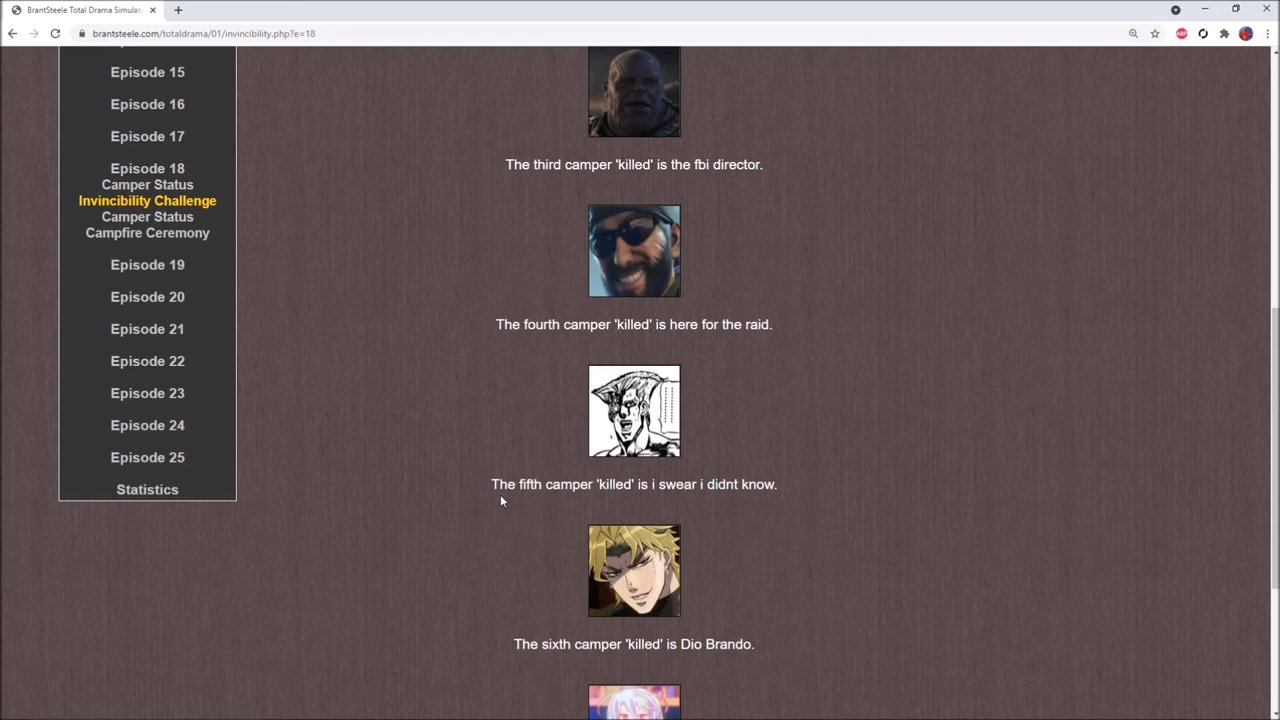 BrantSteele Total Drama Simulat
brantsteele.com/totaldrama/01/invincibility.php?e=18
ABP
Episode 15
Episode 16
Episode 17
Episode 18
Camper Status
Invincibility Challenge
Camper Status
Campfire Ceremony
Episode 19
Episode 20
Episode 21
Episode 22
Episode 23
Episode 24
Episode 25
Statistics
The third camper 'killed' is the fbi director.
The fourth camper 'killed' is here for the raid.
The fifth camper 'killed' is i swear i didnt know.
The sixth camper 'killed' is Dio Brando.